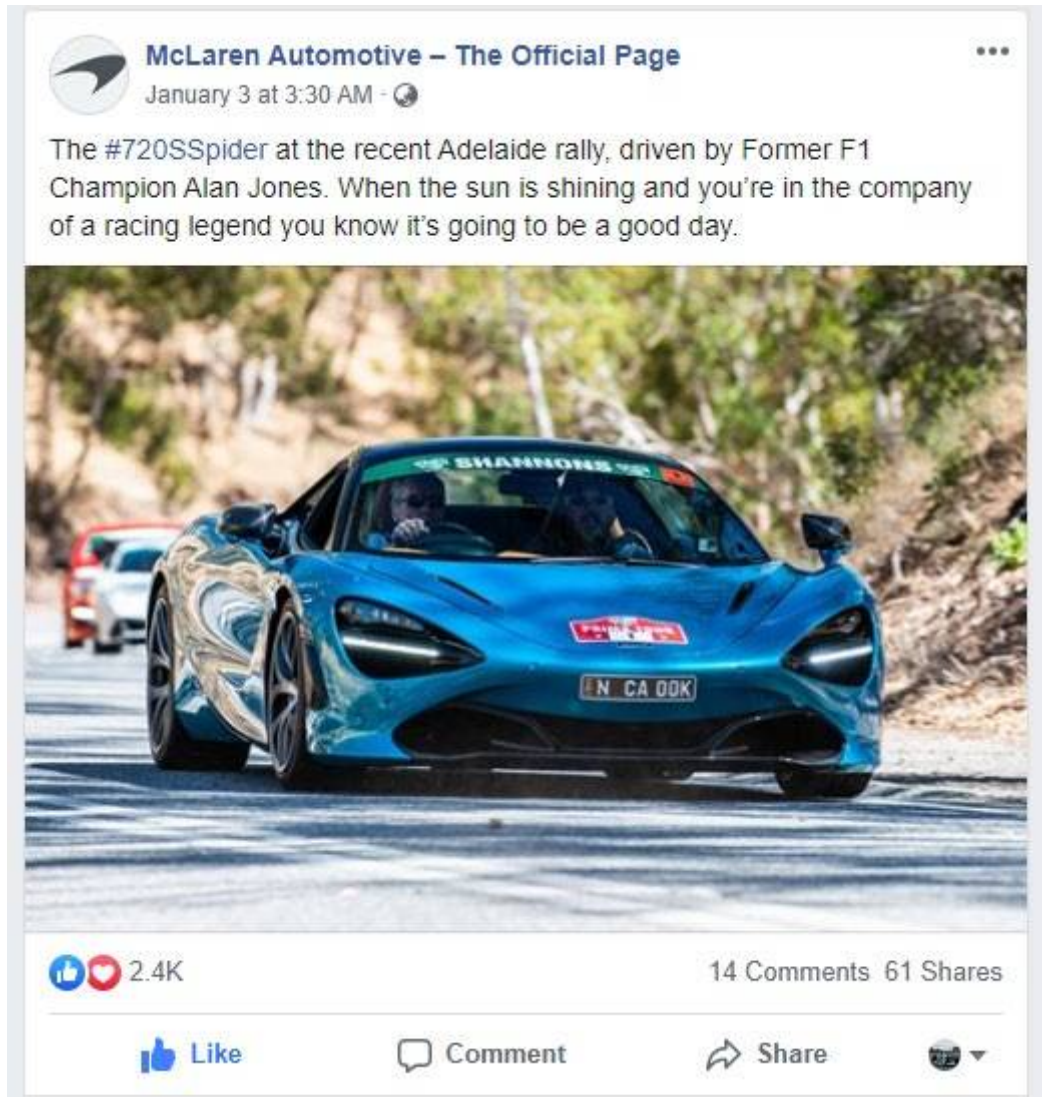 McLaren Automotive – The Official Page
January 3 at 3:30 AM ·
The #720SSpider at the recent Adelaide rally, driven by Former F1
Champion Alan Jones. When the sun is shining and you’re in the company
of a racing legend you know it’s going to be a good day.
SHANNONS
N CA 00K
2.4K
14 Comments 61 Shares
Like
Comment
Share